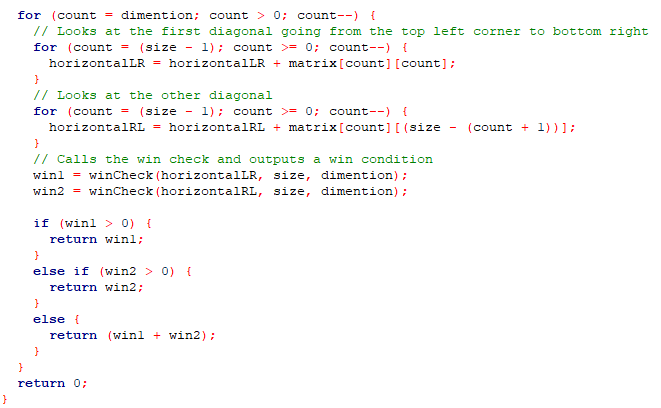 for (count = dimention; count > 0; count--) {
// Looks at the first diagonal going from the top left corner to bottom right
for (count = (size - 1); count >= 0; count--) {
horizontalLR = horizontalLR + matrix[count][count];
}
// Looks at the other diagonal
for (count = (size - 1); count >= 0; count--) {
horizontalRL = horizontalRL + matrix[count][(size - (count + 1))];
}
// Calls the win check and outputs a win condition
win1 = winCheck(horizontalLR, size, dimention);
win2 = winCheck(horizontalRL, size, dimention);
if (win1 > 0) {
return win1;
}
else if (win2 > 0) {
return win2;
}
else {
return (win1 + win2);
}
}
return 0;
}